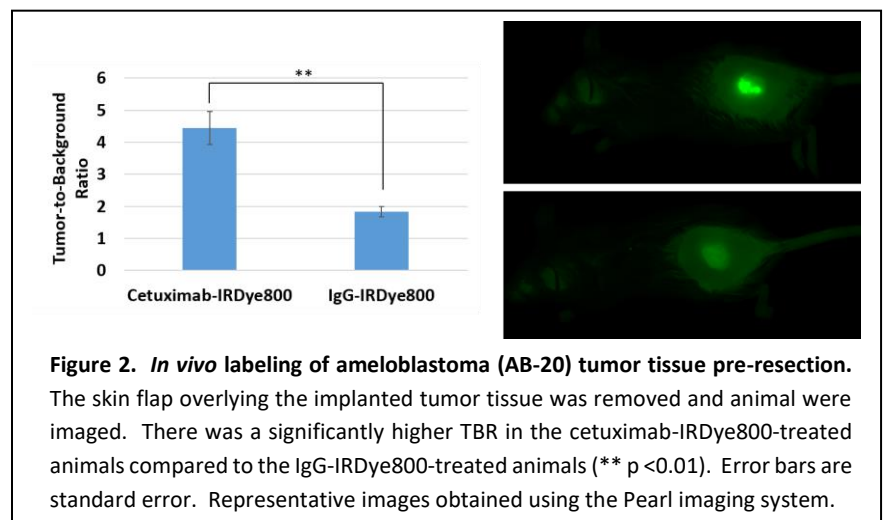 **
6
5
4
3
2
1
0
Tumor-to-Background
Ratio
Cetuximab-IRDye800 IgG-IRDye800
Figure 2. In vivo labeling of ameloblastoma (AB-20) tumor tissue pre-resection.
The skin flap overlying the implanted tumor tissue was removed and animal were
imaged. There was a significantly higher TBR in the cetuximab-IRDye800-treated
animals compared to the IgG-IRDye800-treated animals (** p <0.01). Error bars are
standard error. Representative images obtained using the Pearl imaging system.